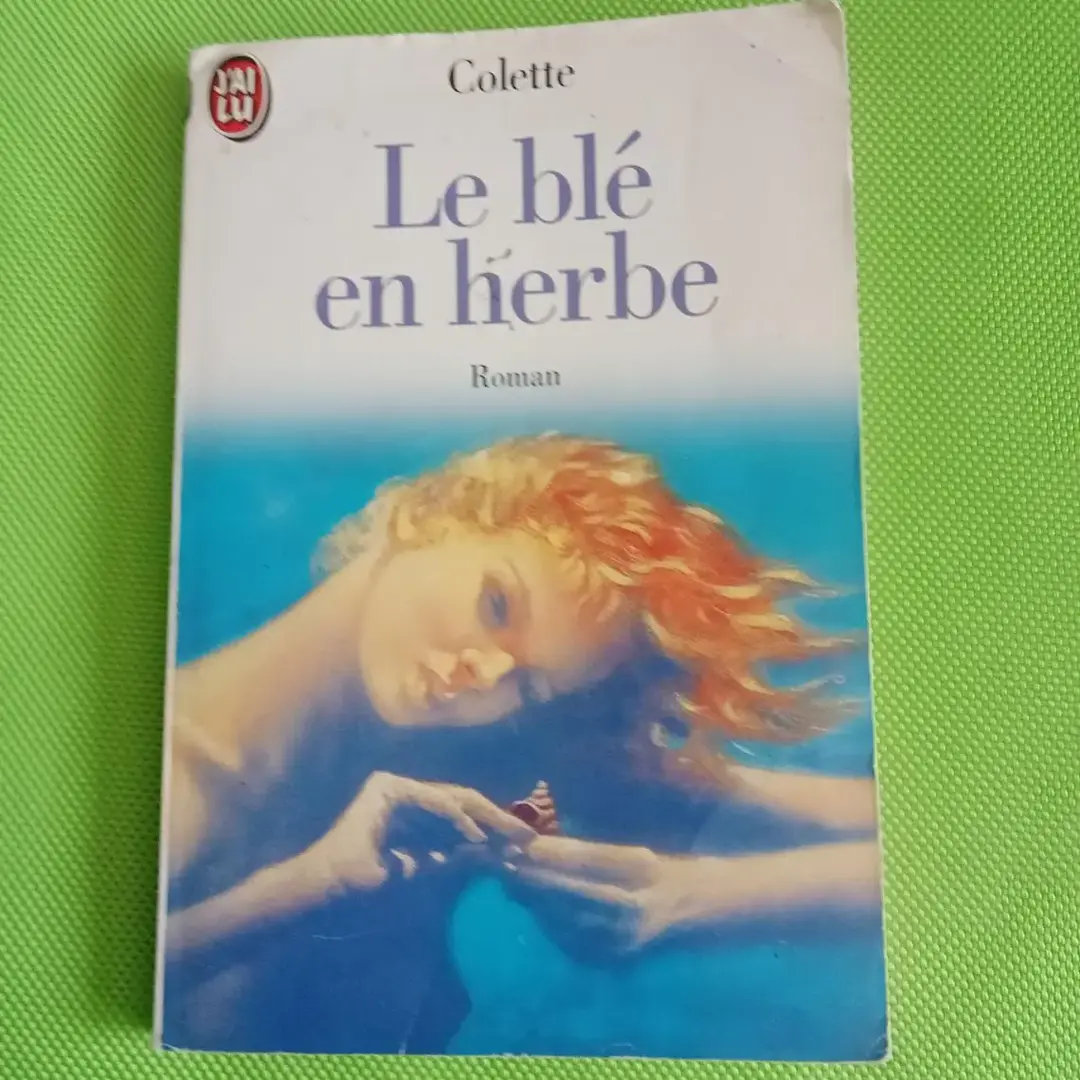 J'AI
LU
Colette
Le blé
en herbe
Roman